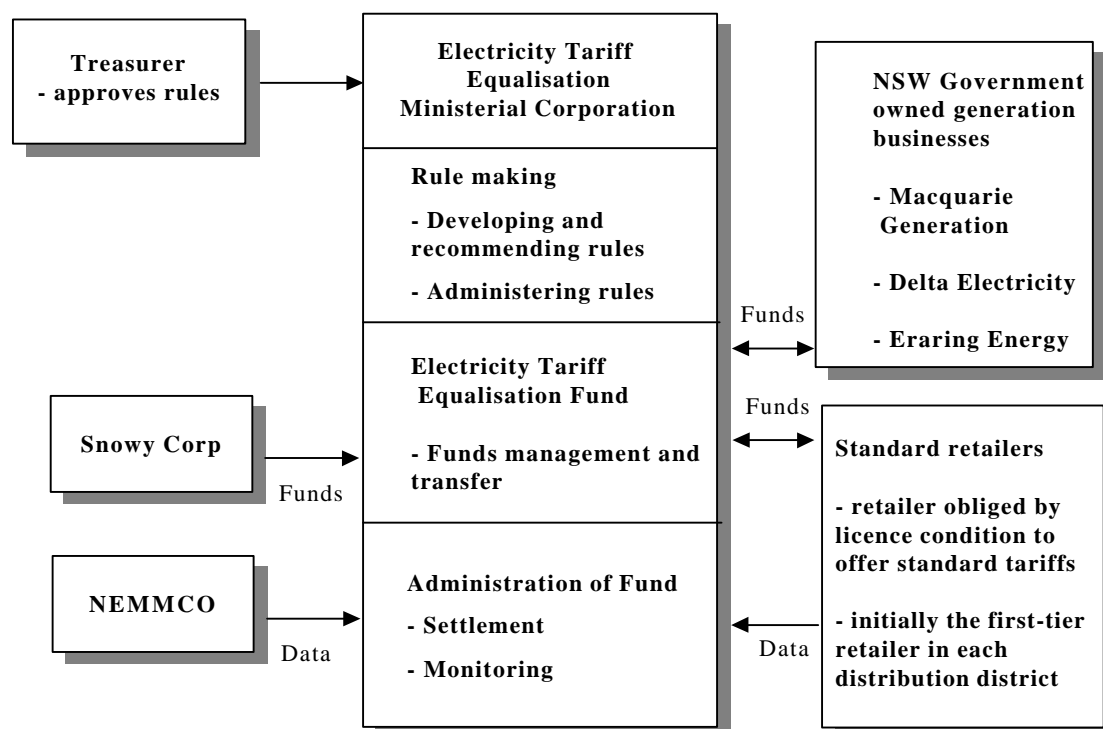 Treasurer
- approves rules
Electricity Tariff
Equalisation
Ministerial Corporation
Rule making
- Developing and
recommending rules
- Administering rules
Electricity Tariff
Equalisation Fund
- Funds management and
transfer
Administration of Fund
- Settlement
- Monitoring
Snowy Corp
Funds
NEMMCO
Data
NSW Government
owned generation
businesses
- Macquarie
Generation
- Delta Electricity
- Eraring Energy
Funds
Funds
Standard retailers
- retailer obliged by
licence condition to
offer standard tariffs
- initially the first-tier
retailer in each
distribution district
Data